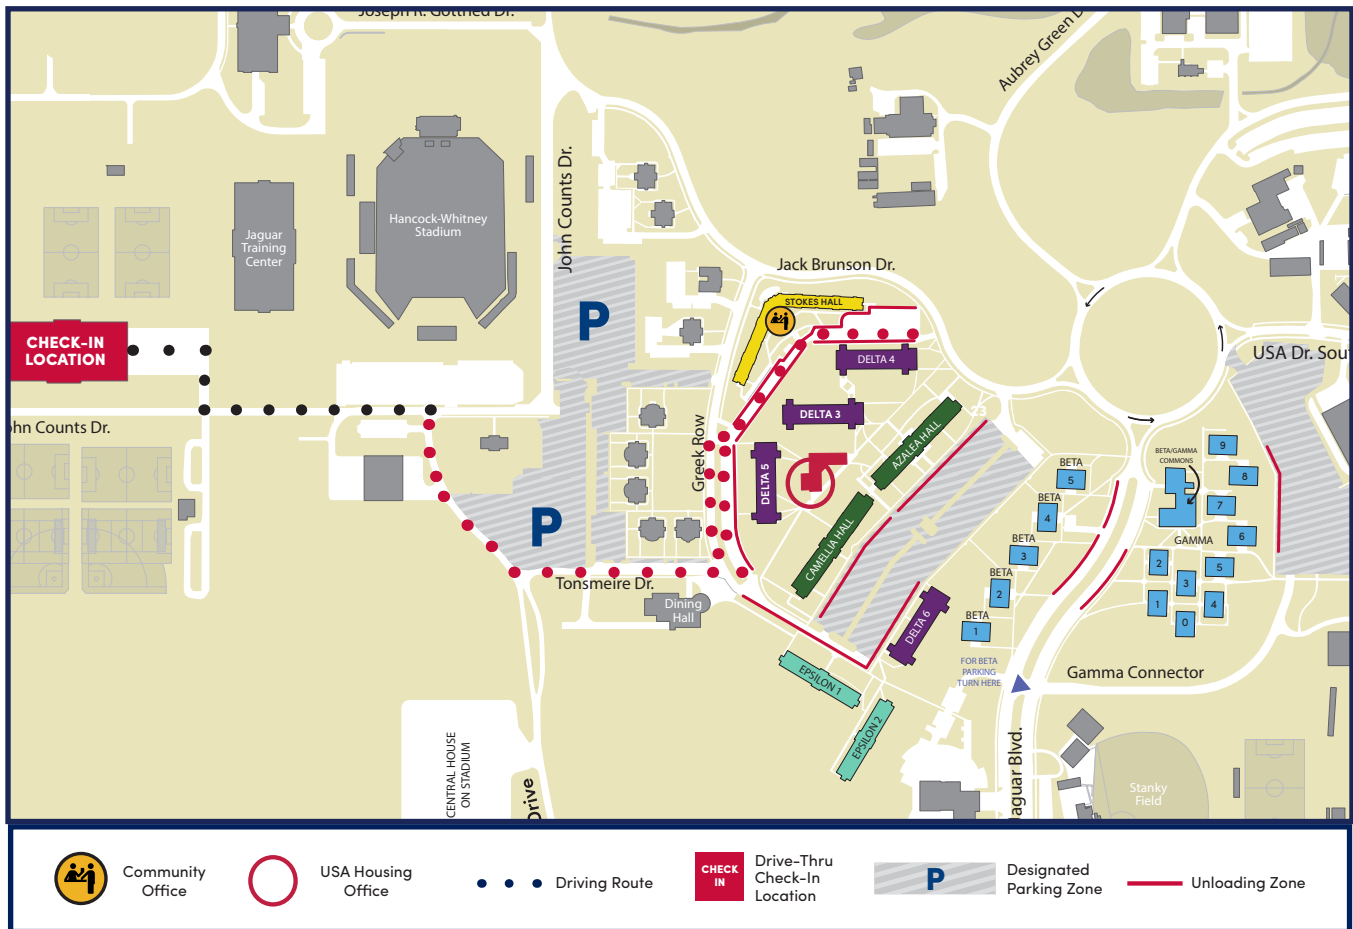 Joseph R. Gottfried Dr.
Aubrey Green D
John Counts Dr.
Hancock-Whitney
Stadium
Jaguar
Training
Center
Jack Brunson Dr.
STOKES HALL
P
CHECK-IN
LOCATION
USA Dr. Sou
DELTA 4
DELTA 3
23
ohn Counts Dr.
Greek Row
AZALEA HALL
DELTA 5
BETA/GAMMA
COMMONS
9
8
7
6
GAMMA
5
2
3
4
1
0
BETA
5
BETA
4
BETA
3
BETA
2
BETA
1
P
CAMELLIA HALL
Tonsmeire Dr.
Dining
Hall
DELTA 6
EPSILON 1
EPSILON 2
FOR BETA
PARKING
TURN HERE
Gamma Connector
Jaguar Blvd.
CENTRAL HOUSE
ON STADIUM
Drive
Stanky
Field
Community
Office
USA Housing
Office
Driving Route
CHECK
IN
Drive-Thru
Check-In
Location
P
Designated
Parking Zone
Unloading Zone